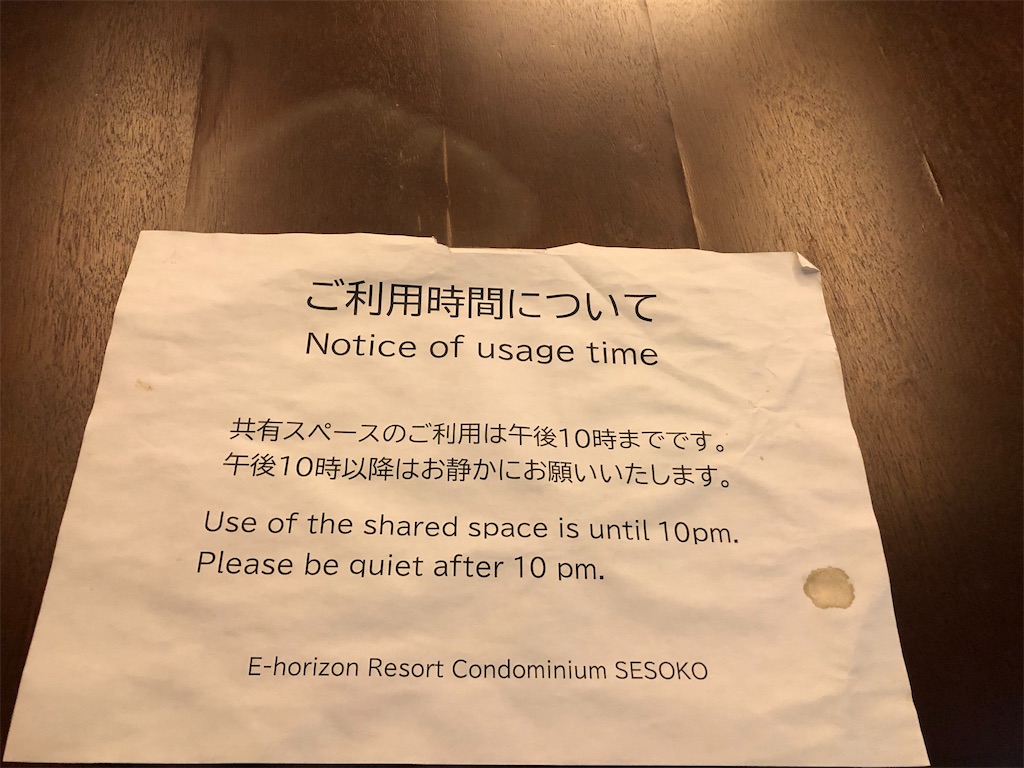 ご利用時間について
Notice of usage time
共有スペースのご利用は午後10時までです。
午後10時以降はお静かにお願いいたします。
Use of the shared space is until 10pm.
Please be quiet after 10 pm.
E-horizon Resort Condominium SESOKO